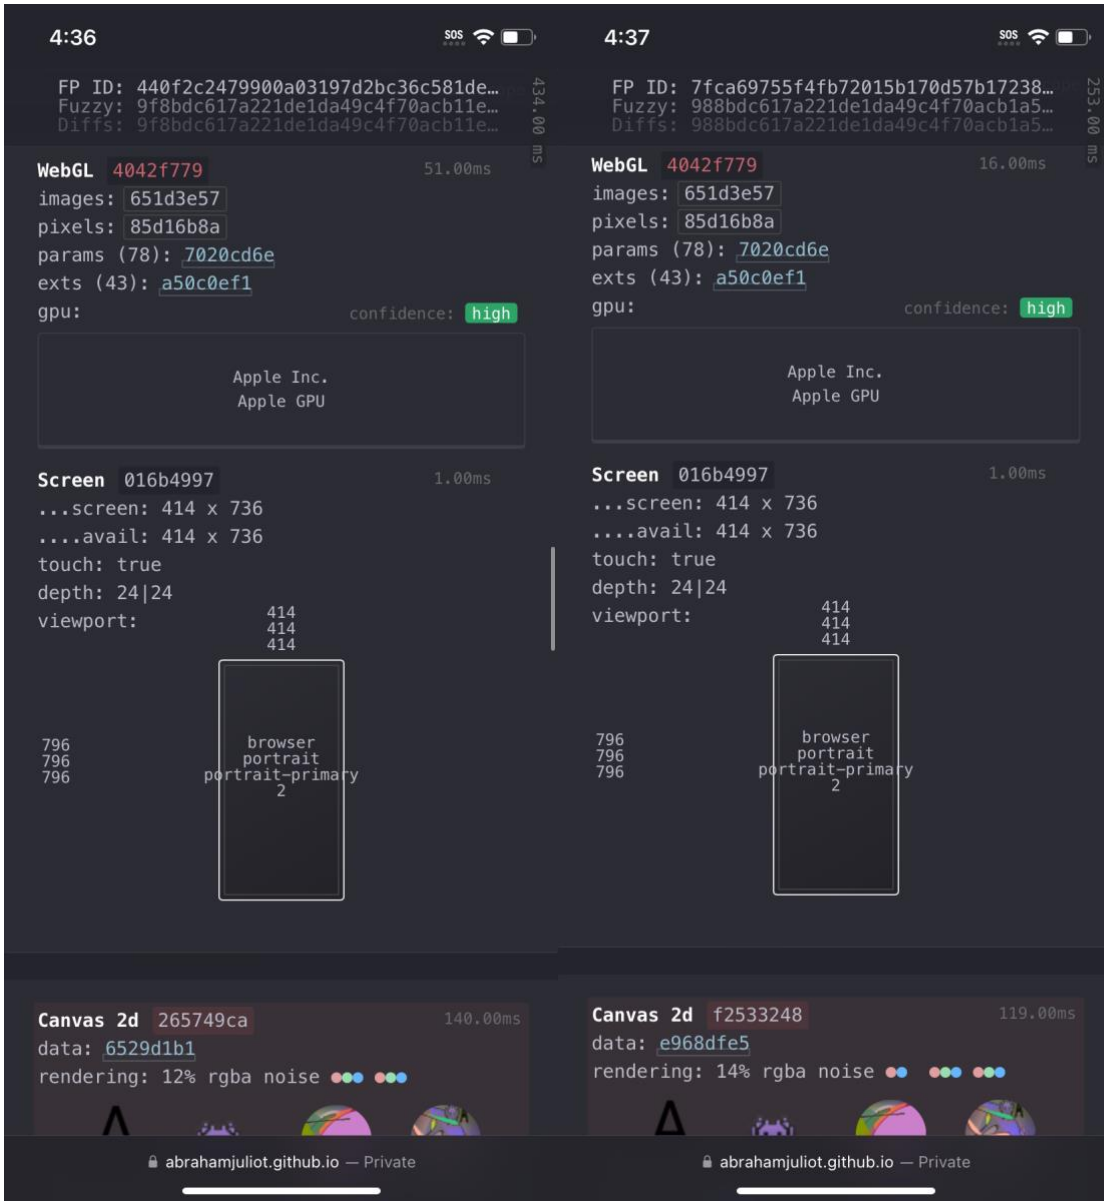 4:36
SOS
FP ID: 440f2c2479900a03197d2bc36c581de…
Fuzzy: 9f8bdc617a221de1da49c4f70acb11e…
Diffs: 9f8bdc617a221de1da49c4f70acb11e…
434.00 ms
WebGL 4042f779 51.00ms
images: 651d3e57
pixels: 85d16b8a
params (78): 7020cd6e
exts (43): a50c0ef1
gpu: confidence: high
Apple Inc.
Apple GPU
Screen 016b4997 1.00ms
...screen: 414 x 736
....avail: 414 x 736
touch: true
depth: 24|24
viewport:
414
414
414
796
796
796
browser
portrait
portrait-primary
2
Canvas 2d 265749ca 140.00ms
data: 6529d1b1
rendering: 12% rgba noise
A
abrahamjuliot.github.io — Private
4:37
SOS
FP ID: 7fca69755f4fb72015b170d57b17238…
Fuzzy: 988bdc617a221de1da49c4f70acb1a5…
Diffs: 988bdc617a221de1da49c4f70acb1a5…
253.00 ms
WebGL 4042f779 16.00ms
images: 651d3e57
pixels: 85d16b8a
params (78): 7020cd6e
exts (43): a50c0ef1
gpu: confidence: high
Apple Inc.
Apple GPU
Screen 016b4997 1.00ms
...screen: 414 x 736
....avail: 414 x 736
touch: true
depth: 24|24
viewport:
414
414
414
796
796
796
browser
portrait
portrait-primary
2
Canvas 2d f2533248 119.00ms
data: e968dfe5
rendering: 14% rgba noise
A
abrahamjuliot.github.io — Private